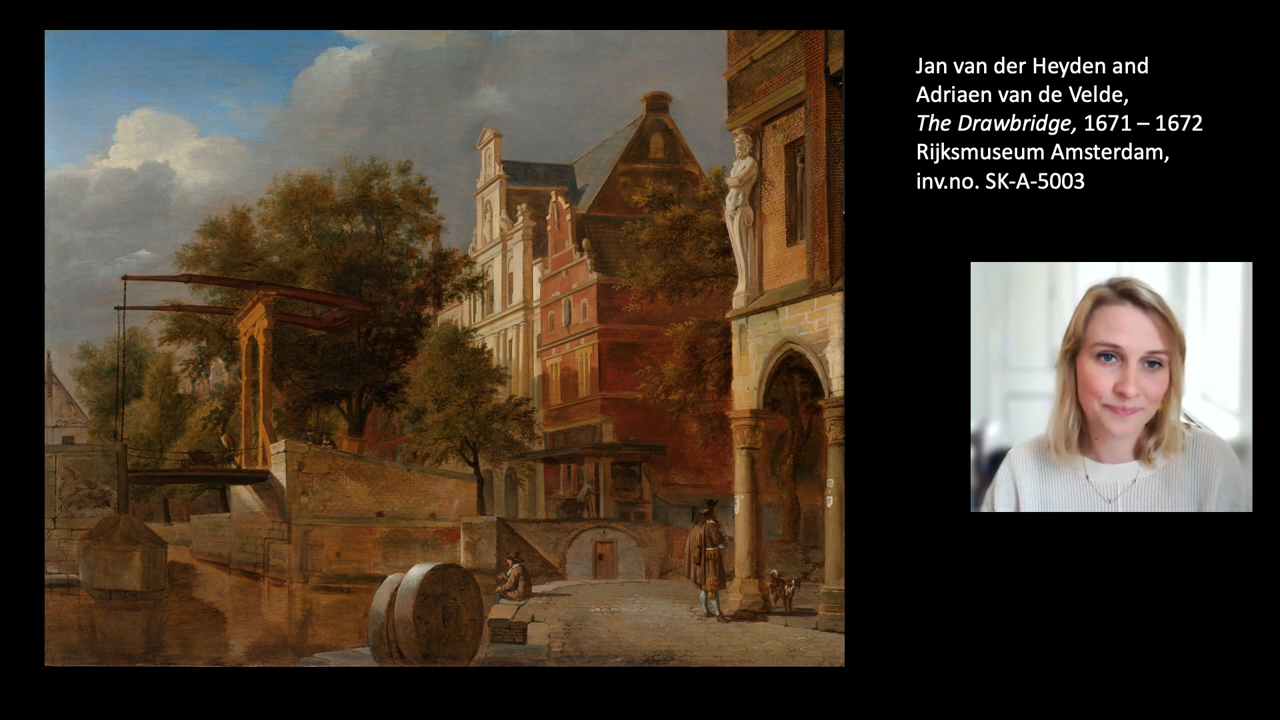 Jan van der Heyden and
Adriaen van de Velde,
The Drawbridge, 1671 – 1672
Rijksmuseum Amsterdam,
inv.no. SK-A-5003